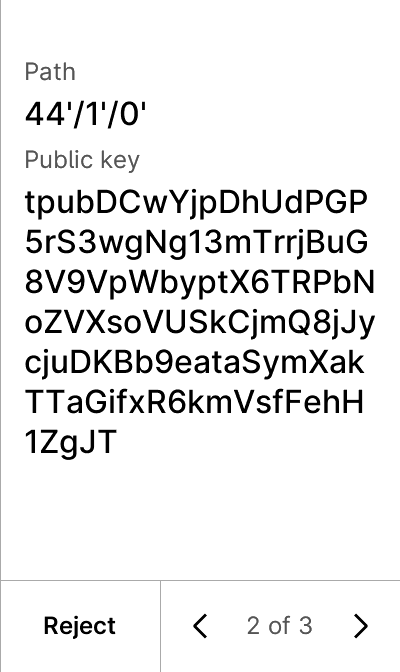 Path
44'/1'/0'
Public key
tpubDCwYjpDhUdPGP
5rS3wgNg13mTrrjBuG
8V9VpWbyptX6TRPbN
oZVXsoVUSkCjmQ8jJy
cjuDKBb9eataSymXak
TTaGifxR6kmVsfFehH
1ZgJT
Reject
2 of 3